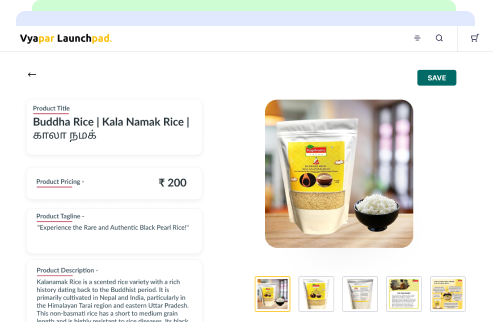 Vyapar Launchpad.
SAVE
Product Title
Buddha Rice | Kala Namak Rice |
காலா நமக்
Product Pricing -
₹ 200
Product Tagline -
"Experience the Rare and Authentic Black Pearl Rice!"
Product Description -
Kalanamak Rice is a scented rice variety with a rich
history dating back to the Buddhist period. It is
primarily cultivated in Nepal and India, particularly in
the Himalayan Tarai region and eastern Uttar Pradesh.
This non-basmati rice has a short to medium grain
length and is highly resistant to rice diseases. Its black